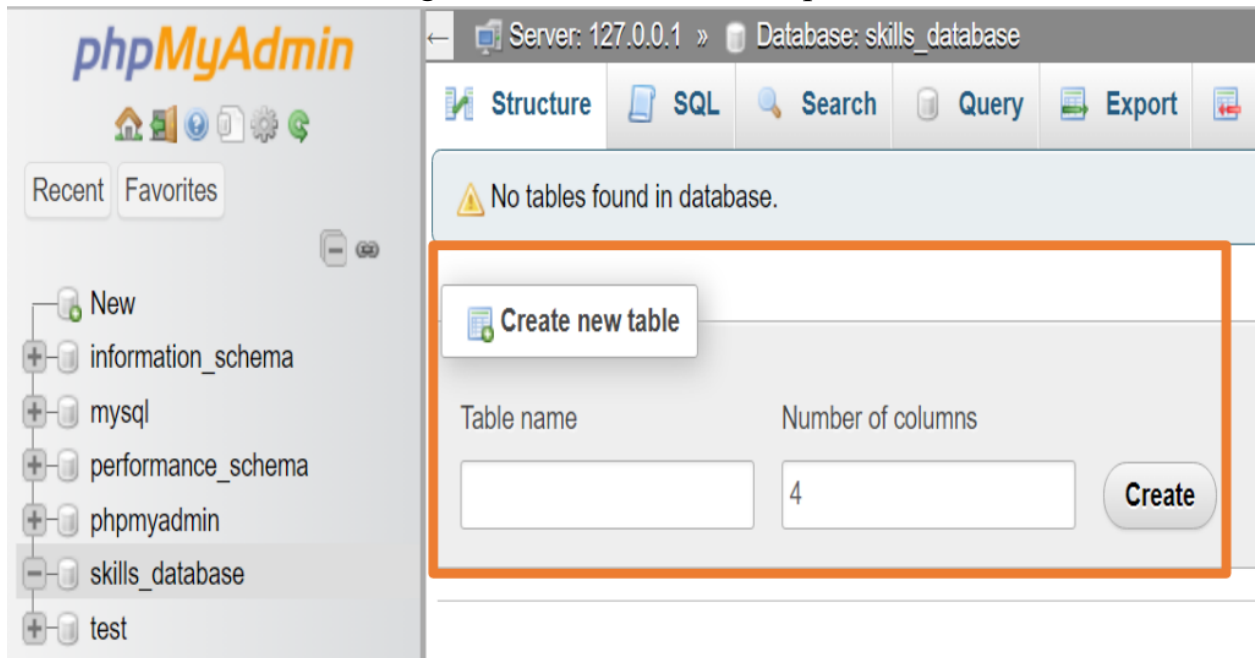 phpMyAdmin
Recent Favorites
New
information_schema
mysql
performance_schema
phpmyadmin
skills_database
test
Server: 127.0.0.1 » Database: skills_database
Structure SQL Search Query Export
No tables found in database.
Create new table
Table name Number of columns
4 Create